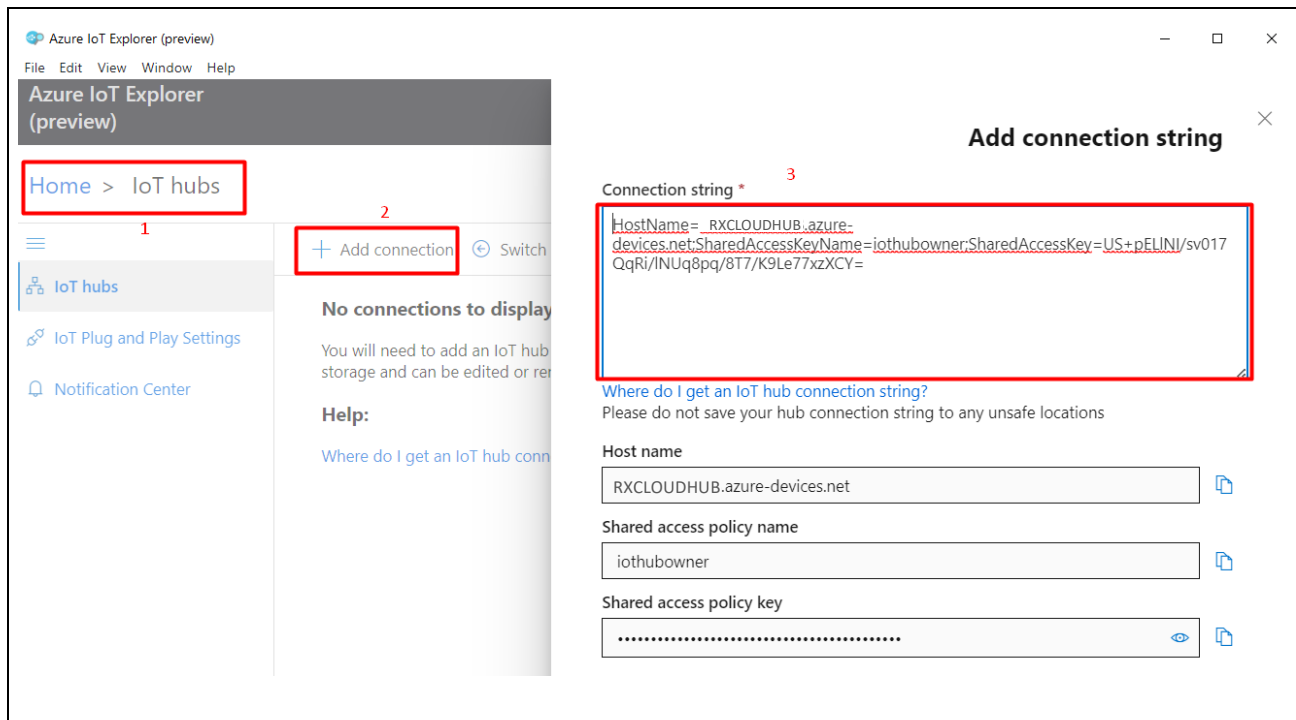 Azure IoT Explorer (preview)
File Edit View Window Help
Azure IoT Explorer
(preview)
Home > IoT hubs
1
2
+ Add connection
Switch
IoT hubs
IoT Plug and Play Settings
Notification Center
No connections to display
You will need to add an IoT hub
storage and can be edited or rer
Help:
Where do I get an IoT hub conn
Add connection string
3
Connection string *
HostName=_RXCLOUDHUB.azure-
devices.net;SharedAccessKeyName=iothubowner;SharedAccessKey=US+pElINI/sv017
QqRi/lNUq8pq/8T7/K9Le77xzXCY=
Where do I get an IoT hub connection string?
Please do not save your hub connection string to any unsafe locations
Host name
RXCLOUDHUB.azure-devices.net
Shared access policy name
iothubowner
Shared access policy key
•••••••••••••••••••••••••••••••••••••••••••